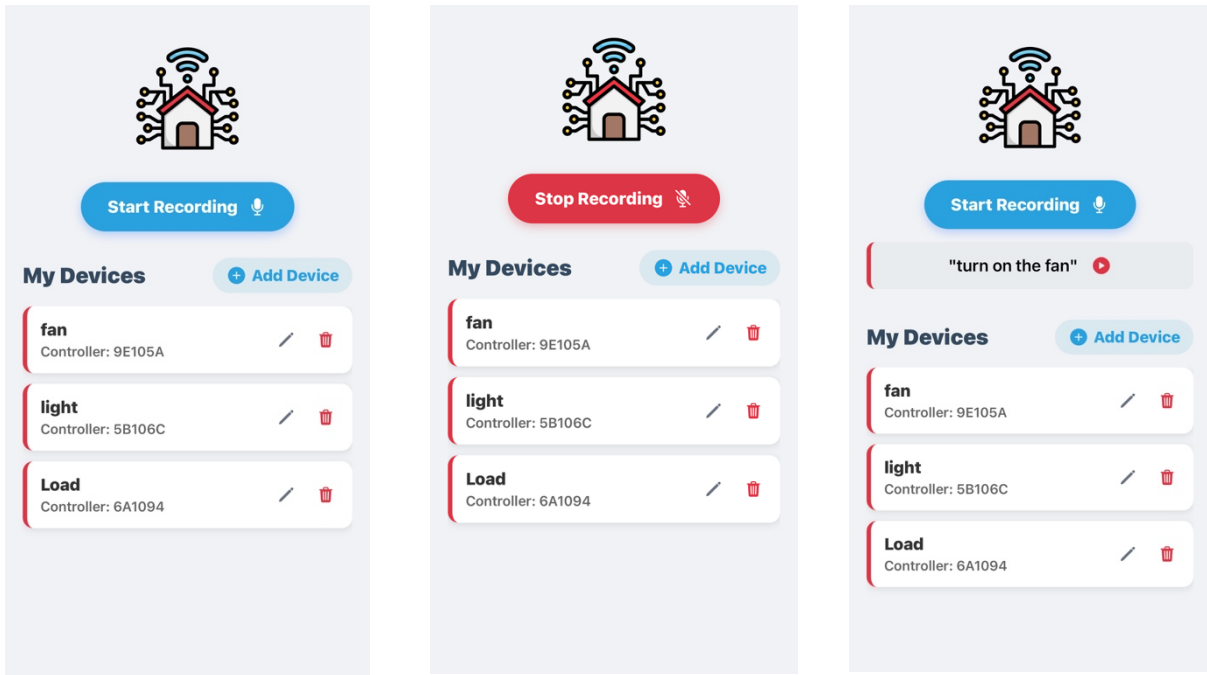 Start Recording
My Devices
Add Device
fan
Controller: 9E105A
light
Controller: 5B106C
Load
Controller: 6A1094
Stop Recording
My Devices
Add Device
fan
Controller: 9E105A
light
Controller: 5B106C
Load
Controller: 6A1094
Start Recording
"turn on the fan"
My Devices
Add Device
fan
Controller: 9E105A
light
Controller: 5B106C
Load
Controller: 6A1094